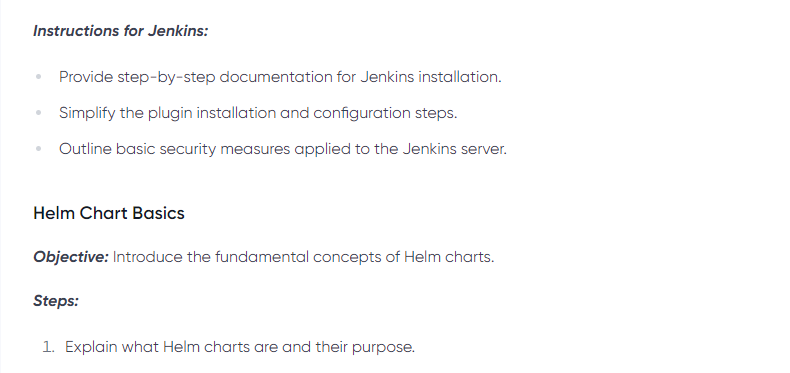 Instructions for Jenkins:
Provide step-by-step documentation for Jenkins installation.
Simplify the plugin installation and configuration steps.
Outline basic security measures applied to the Jenkins server.
Helm Chart Basics
Objective: Introduce the fundamental concepts of Helm charts.
Steps:
1. Explain what Helm charts are and their purpose.